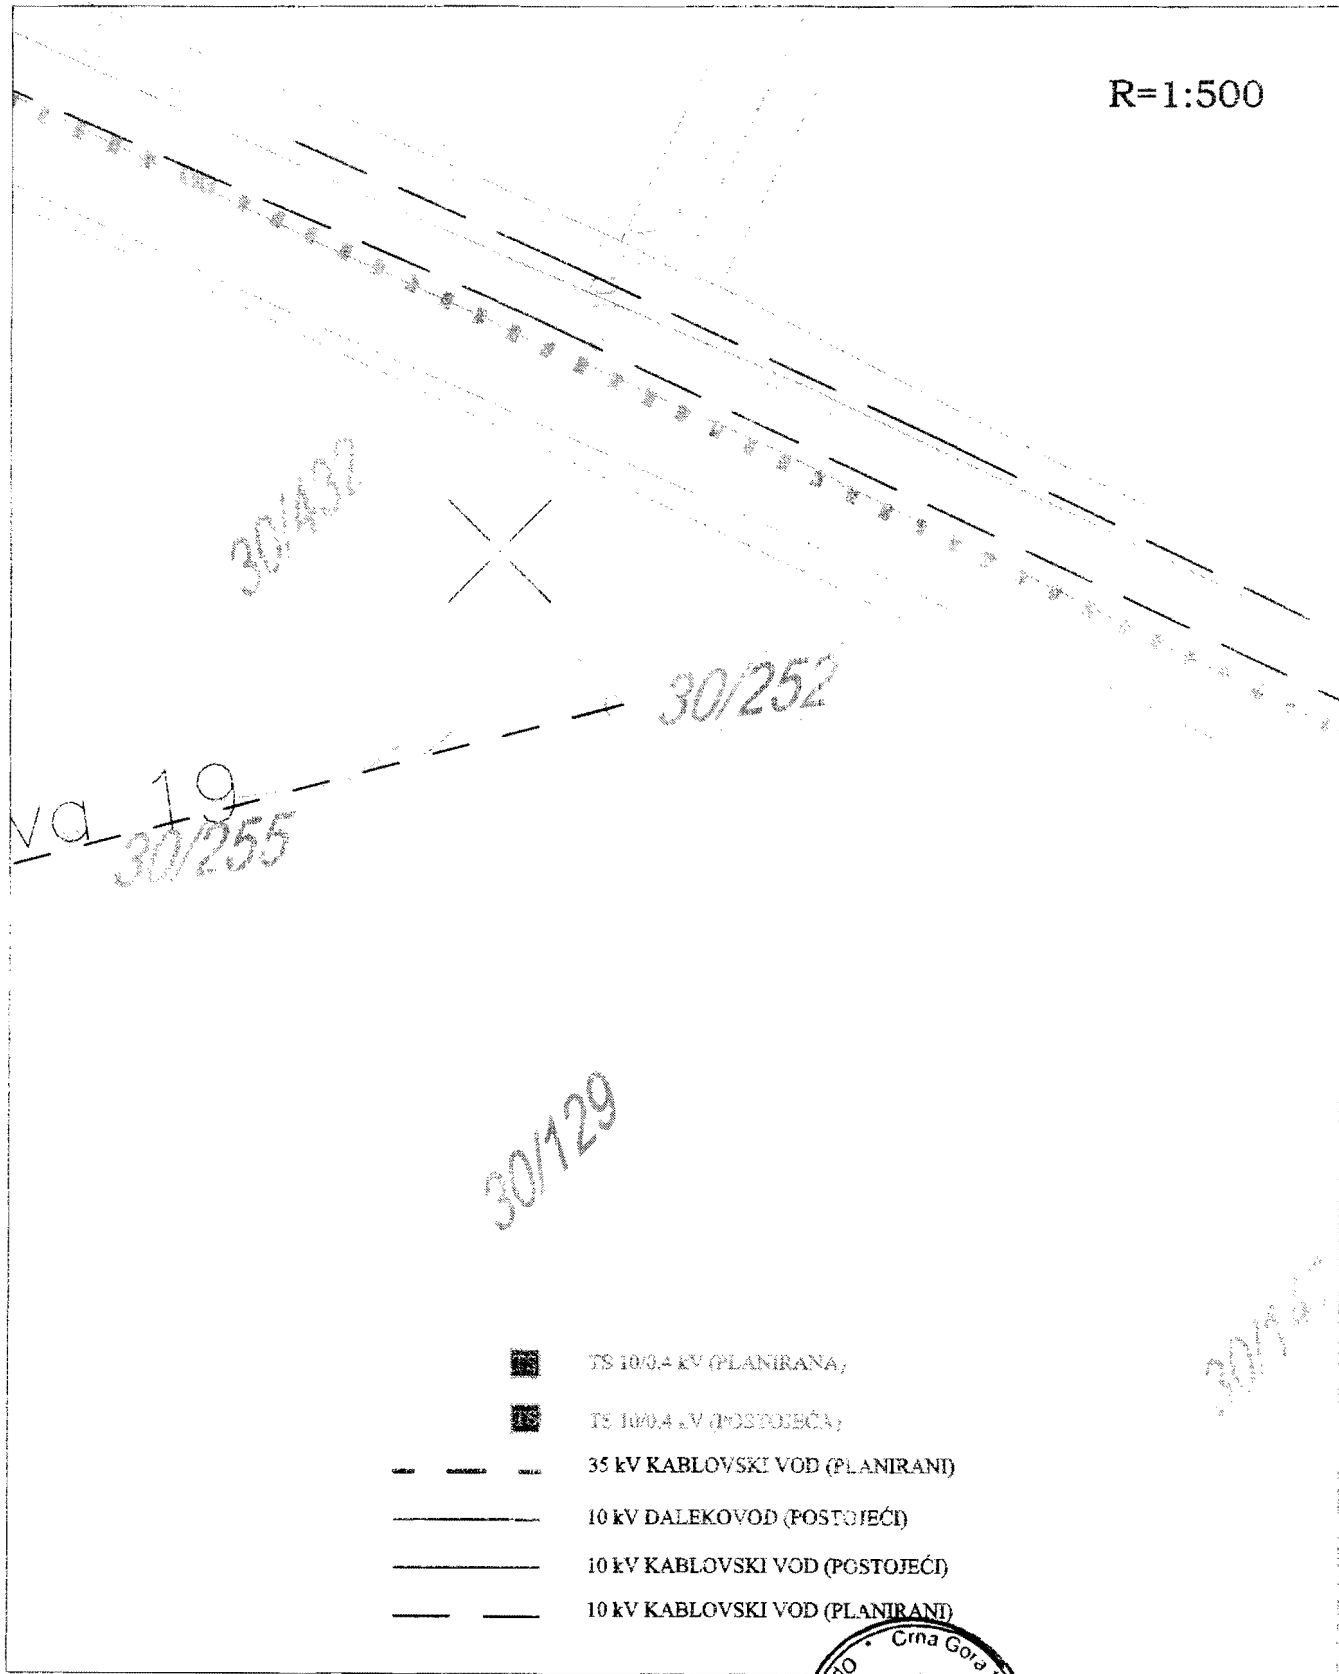 R=1:500
30/252
va 19
30/255
30/129
TS TS 10/0,4 kV (PLANIRANA)
TS TS 10/0,4 kV (POSTOJEĆA)
35 kV KABLOVSKI VOD (PLANIRANI)
10 kV DALEKOVOD (POSTOJEĆI)
10 kV KABLOVSKI VOD (POSTOJEĆI)
10 kV KABLOVSKI VOD (PLANIRANI)
Crna Gora